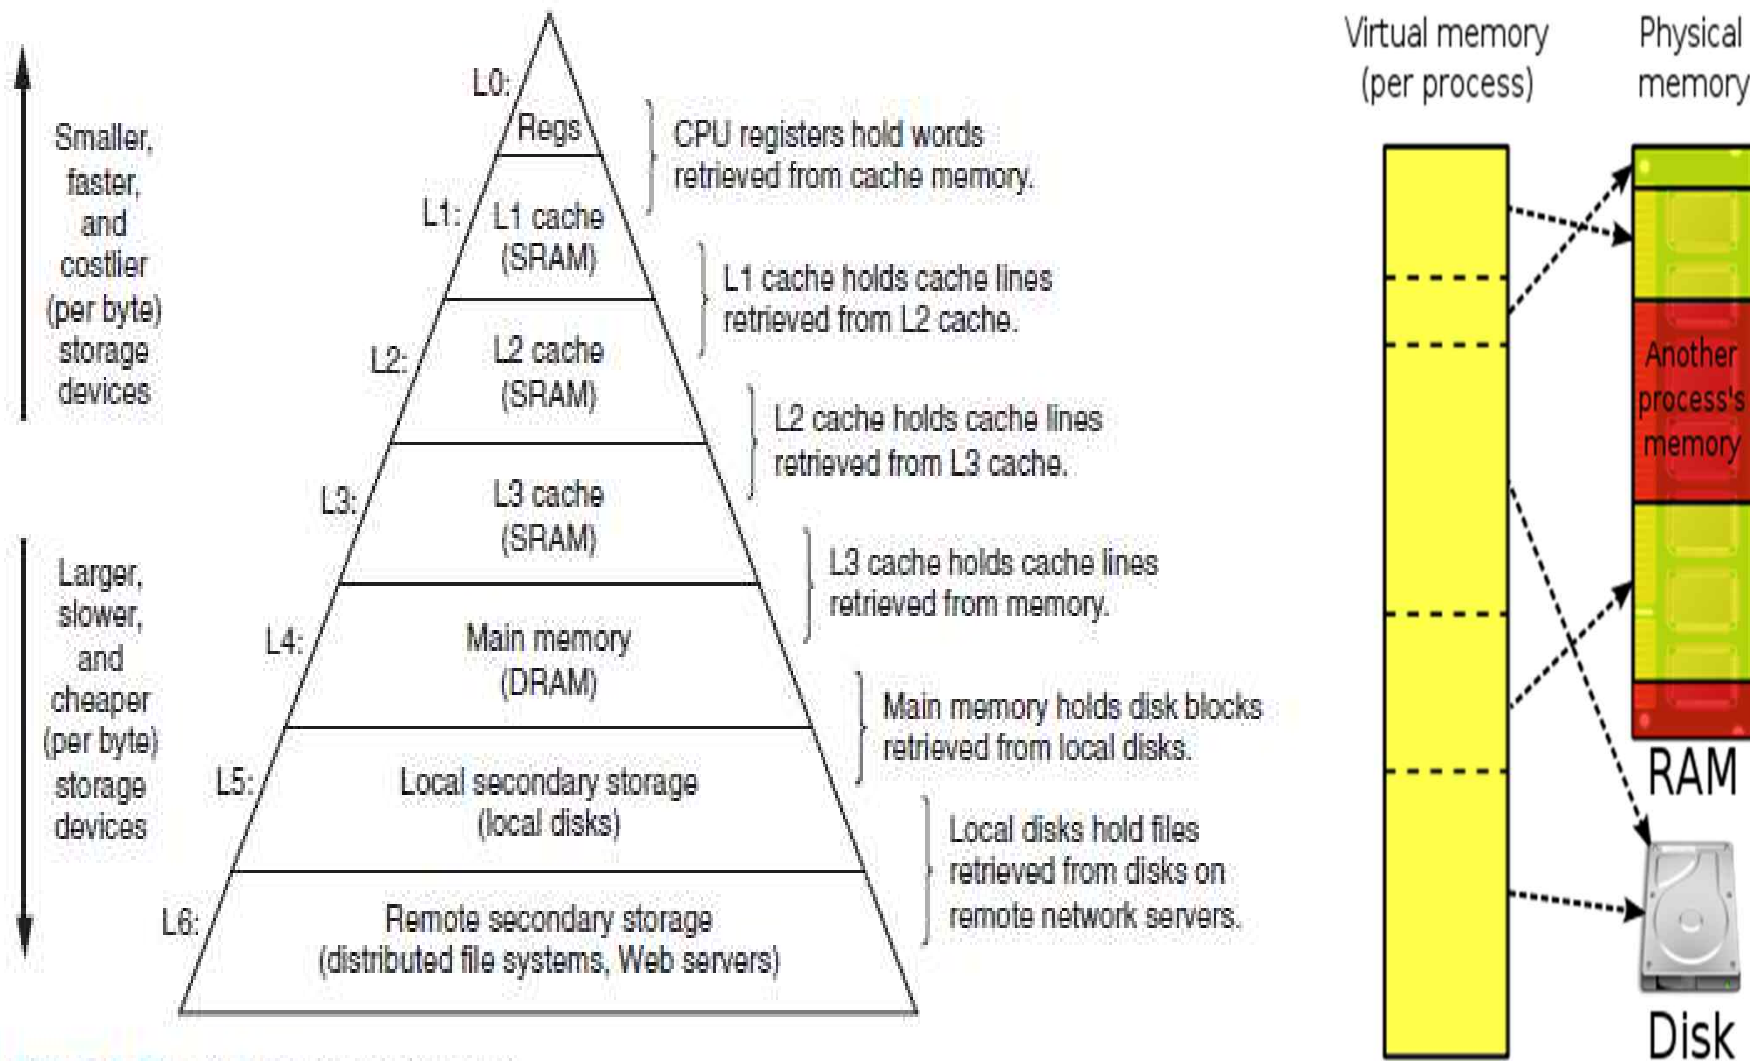 Smaller,
faster,
and
costlier
(per byte)
storage
devices
Larger,
slower,
and
cheaper
(per byte)
storage
devices
L0:
Regs
CPU registers hold words
retrieved from cache memory.
L1:
L1 cache
(SRAM)
L1 cache holds cache lines
retrieved from L2 cache.
L2:
L2 cache
(SRAM)
L2 cache holds cache lines
retrieved from L3 cache.
L3:
L3 cache
(SRAM)
L3 cache holds cache lines
retrieved from memory.
L4:
Main memory
(DRAM)
Main memory holds disk blocks
retrieved from local disks.
L5:
Local secondary storage
(local disks)
Local disks hold files
retrieved from disks on
remote network servers.
L6:
Remote secondary storage
(distributed file systems, Web servers)
Virtual memory
(per process)
Physical
memory
Another
process's
memory
RAM
Disk